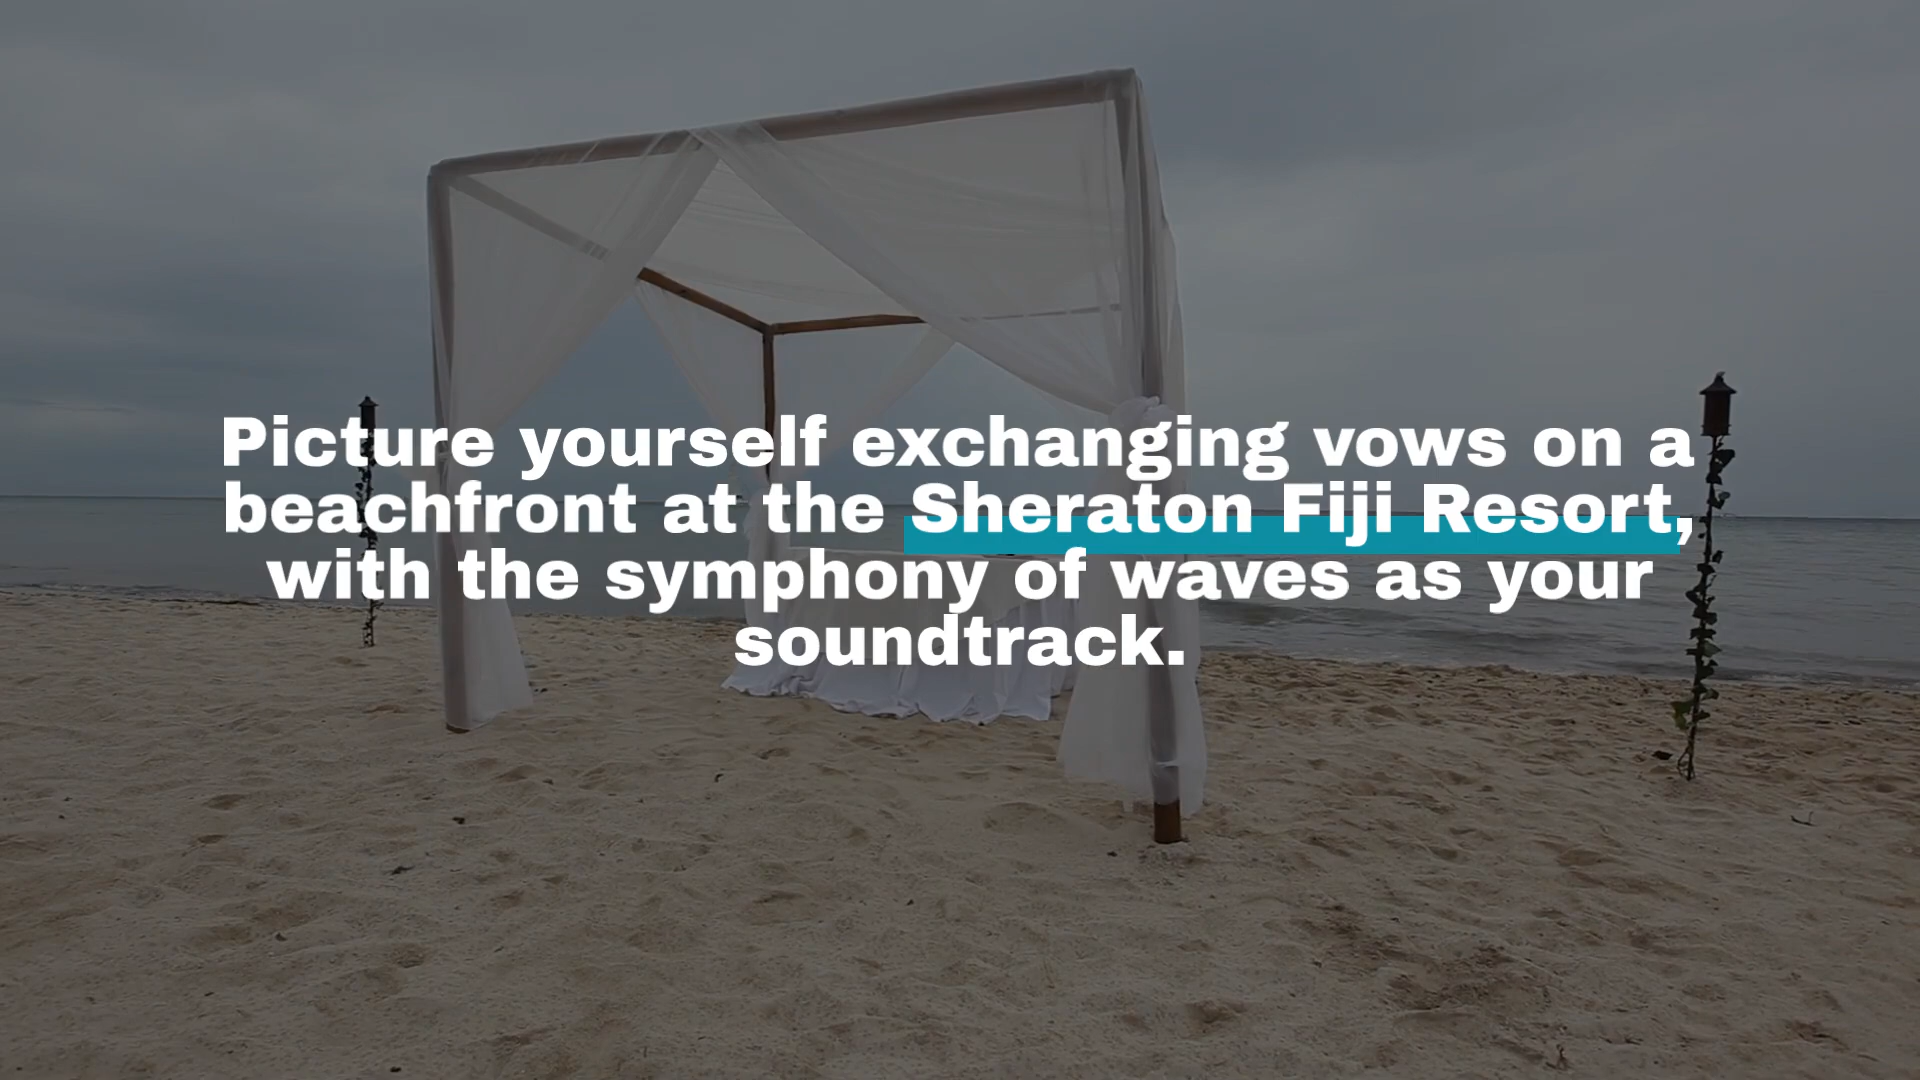 Picture yourself exchanging vows on a
beachfront at the Sheraton Fiji Resort,
with the symphony of waves as your
soundtrack.